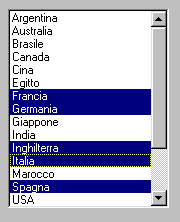 Argentina
Australia
Brasile
Canada
Cina
Egitto
Francia
Germania
Giappone
India
Inghilterra
Italia
Marocco
Spagna
USA